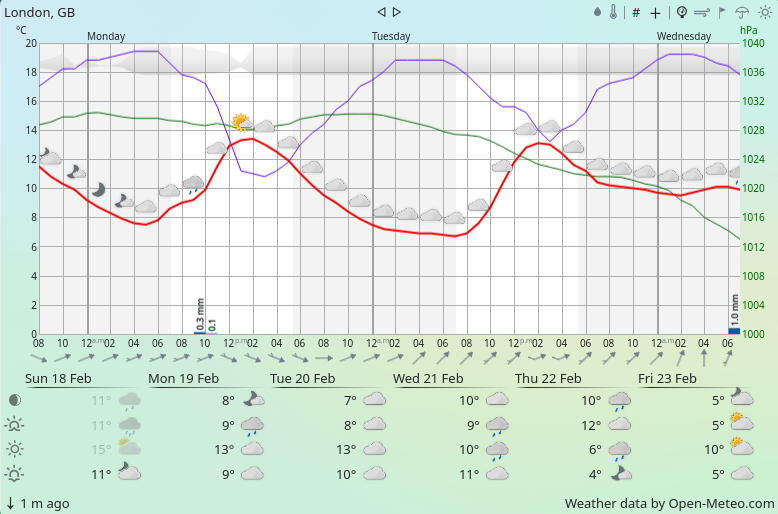 London, GB #
°C Monday Tuesday Wednesday hPa
20 1040
18 1036
16 1032
14 1028
12 1024
10 1020
8 1016
6 1012
4 1008
2 0.3 mm 0.1 1.0 mm 1004
0 1000
08 10 12 a.m. 02 04 06 08 10 12 p.m. 02 04 06 08 10 12 a.m. 02 04 06 08 10 12 p.m. 02 04 06 08 10 12 a.m. 02 04 06
Sun 18 Feb Mon 19 Feb Tue 20 Feb Wed 21 Feb Thu 22 Feb Fri 23 Feb
11° 8° 7° 10° 10° 5°
11° 9° 8° 9° 12° 5°
15° 13° 13° 10° 6° 10°
11° 9° 10° 11° 4° 5°
↓ 1 m ago Weather data by Open-Meteo.com